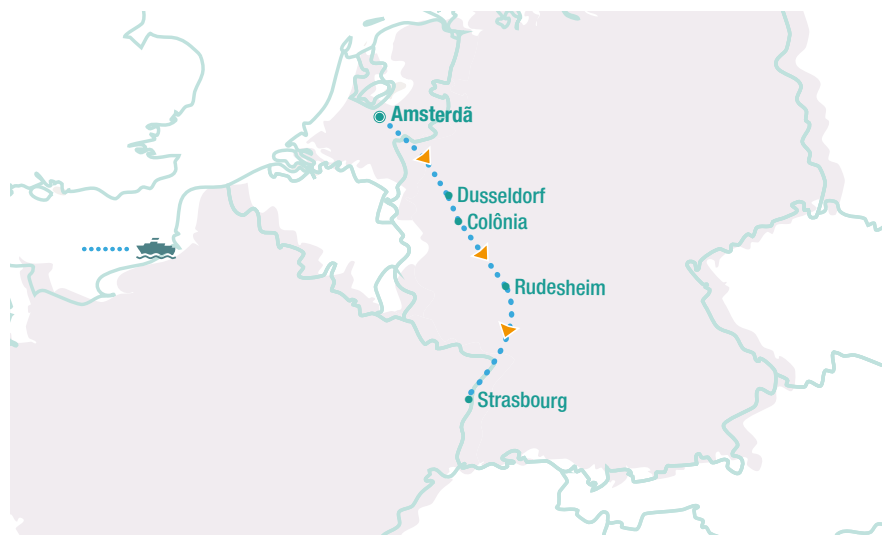 Amsterdã
Dusseldorf
Colônia
Rudesheim
Strasbourg